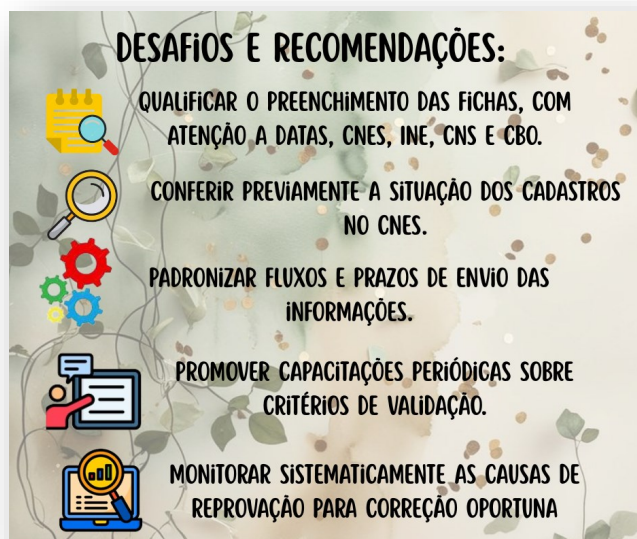 DESAFIOS E RECOMENDAÇÕES:
QUALIFICAR O PREENCHIMENTO DAS FICHAS, COM
ATENÇÃO A DATAS, CNES, INE, CNS E CBO.
CONFERIR PREVIAMENTE A SITUAÇÃO DOS CADASTROS
NO CNES.
PADRONIZAR FLUXOS E PRAZOS DE ENVIO DAS
INFORMAÇÕES.
PROMOVER CAPACITAÇÕES PERIÓDICAS SOBRE
CRITÉRIOS DE VALIDAÇÃO.
MONITORAR SISTEMATICAMENTE AS CAUSAS DE
REPROVAÇÃO PARA CORREÇÃO OPORTUNA